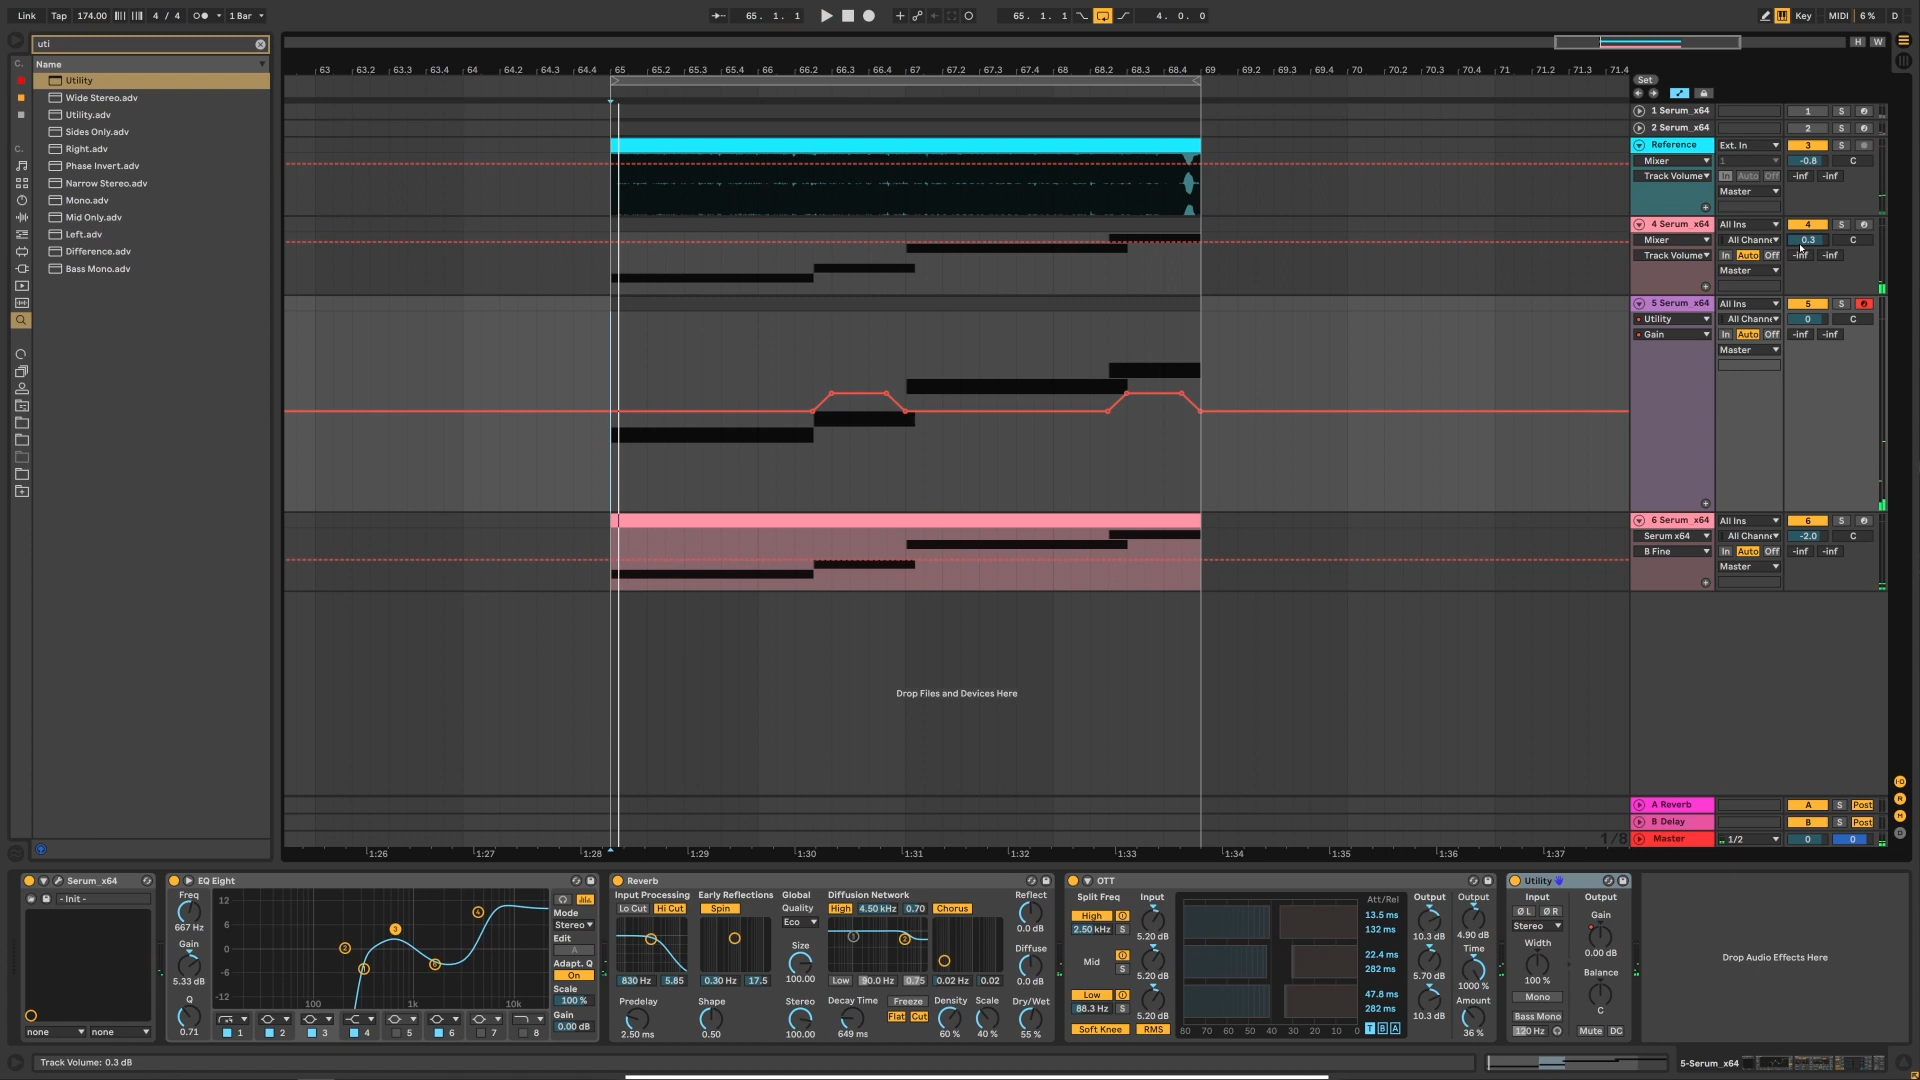 Link Tap 174.00 4 / 4 1 Bar 65. 1. 1 65. 1. 1 4. 0. 0 Key MIDI 6 % D
uti
H W
Name
63 63.2 63.3 63.4 64 64.2 64.3 64.4 65 65.2 65.3 65.4 66 66.2 66.3 66.4 67 67.2 67.3 67.4 68 68.2 68.3 68.4 69 69.2 69.3 69.4 70 70.2 70.3 70.4 71 71.2 71.3 71.4
Set
Utility
Wide Stereo.adv
Utility.adv
Sides Only.adv
Right.adv
Phase Invert.adv
Narrow Stereo.adv
Mono.adv
Mid Only.adv
Left.adv
Difference.adv
Bass Mono.adv
1 Serum_x64 1 S
2 Serum_x64 2 S
Reference Ext. In 3 S
Mixer 1 -0.8 C
Track Volume In Auto Off -inf -inf
Master
4 Serum_x64 All Ins 4 S
Mixer All Channe 0.3 C
Track Volume In Auto Off -inf -inf
Master
5 Serum_x64 All Ins 5 S
Utility All Channe 0 C
Gain In Auto Off -inf -inf
Master
6 Serum_x64 All Ins 6 S
Serum x64 All Channe -2.0 C
B Fine In Auto Off -inf -inf
Master
Drop Files and Devices Here
A Reverb A S Post
B Delay B S Post
1/8 Master 1/2 0 0
1:26 1:27 1:28 1:29 1:30 1:31 1:32 1:33 1:34 1:35 1:36 1:37
Serum_x64
- Init -
none none
EQ Eight
Freq
667 Hz
Gain
5.33 dB
Q
0.71
12
6
0
-6
-12
100 1k 10k
1 2 3 4 5 6 7 8
Mode
Stereo
Edit
A
Adapt. Q
On
Scale
100 %
Gain
0.00 dB
Reverb
Input Processing Early Reflections Global Diffusion Network Reflect
Lo Cut Hi Cut Spin Quality High 4.50 kHz 0.70 Chorus 0.0 dB
Eco
Size Diffuse
830 Hz 5.85 0.30 Hz 17.5 100.00 Low 90.0 Hz 0.75 0.02 Hz 0.02 0.0 dB
Predelay Shape Stereo Decay Time Freeze Density Scale Dry/Wet
Flat Cut
2.50 ms 0.50 100.00 649 ms 60 % 40 % 55 %
OTT
Split Freq Input Att/Rel Output Output
High 13.5 ms
2.50 kHz S 5.20 dB 132 ms 10.3 dB 4.90 dB
Time
Mid S 5.20 dB 22.4 ms 282 ms 5.70 dB 1000 %
Low 47.8 ms Amount
88.3 Hz S 5.20 dB 282 ms 10.3 dB
Soft Knee RMS 80 70 60 50 40 30 20 10 0 T B A 36 %
Utility
Input Output
Ø L Ø R Gain
Stereo
Width 0.00 dB
100 % Balance
Mono
Bass Mono C
120 Hz Mute DC
Drop Audio Effects Here
Track Volume: 0.3 dB
5-Serum_x64